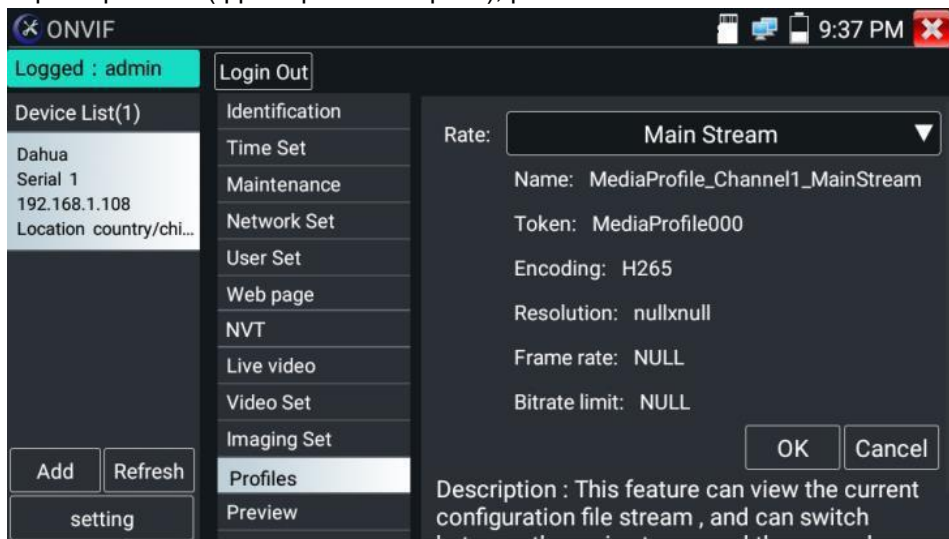 ONVIF
9:37 PM
Logged : admin
Login Out
Device List(1)
Dahua
Serial 1
192.168.1.108
Location country/chi...
Add
Refresh
setting
Identification
Time Set
Maintenance
Network Set
User Set
Web page
NVT
Live video
Video Set
Imaging Set
Profiles
Preview
Rate: Main Stream
Name: MediaProfile_Channel1_MainStream
Token: MediaProfile000
Encoding: H265
Resolution: nullxnull
Frame rate: NULL
Bitrate limit: NULL
OK
Cancel
Description : This feature can view the current
configuration file stream , and can switch